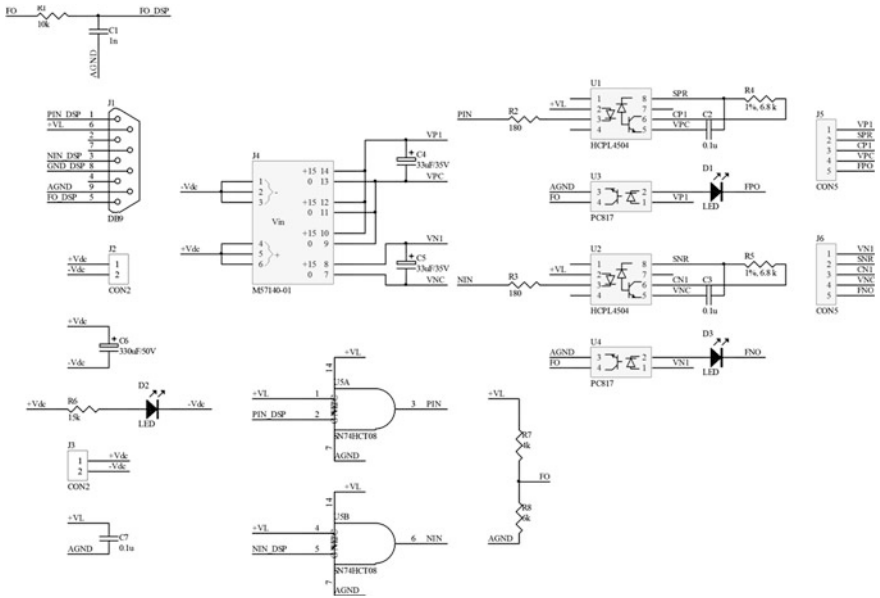 FO
R1
10k
FO_DSP
C1
1n
AGND
J1
PIN_DSP 1
+VL 6
2
7
NIN_DSP 3
GND_DSP 8
4
AGND 9
FO_DSP 5
DB9
J2
+Vdc 1
-Vdc 2
CON2
+Vdc
C6
330uF/50V
-Vdc
+Vdc
R6
15k
D2
LED
-Vdc
J3
1 +Vdc
2 -Vdc
CON2
+VL
C7
0.1u
AGND
J4
-Vdc
1
2
3
-
Vin
+Vdc
4
5
6
+
+15 14
0 13
+15 12
0 11
+15 10
0 9
+15 8
0 7
M57140-01
VP1
C4
33uF/35V
VPC
VN1
C5
33uF/35V
VNC
+VL
14
U5A
+VL 1
PIN_DSP 2
3 PIN
SN74HCT08
7
AGND
+VL
14
U5B
+VL 4
NIN_DSP 5
6 NIN
SN74HCT08
7
AGND
+VL
R7
4k
FO
R8
6k
AGND
U1
PIN
R2
180
+VL
1
2
3
4
8 SPR
7
6 CP1
5 VPC
HCPL4504
C2
0.1u
R4
1%, 6.8 k
U3
AGND 3
FO 4
2
1 VP1
PC817
D1
LED
FPO
U2
NIN
R3
180
+VL
1
2
3
4
8 SNR
7
6 CN1
5 VNC
HCPL4504
C3
0.1u
R5
1%, 6.8 k
U4
AGND 3
FO 4
2
1 VN1
PC817
D3
LED
FNO
J5
1 VP1
2 SPR
3 CP1
4 VPC
5 FPO
CON5
J6
1 VN1
2 SNR
3 CN1
4 VNC
5 FNO
CON5